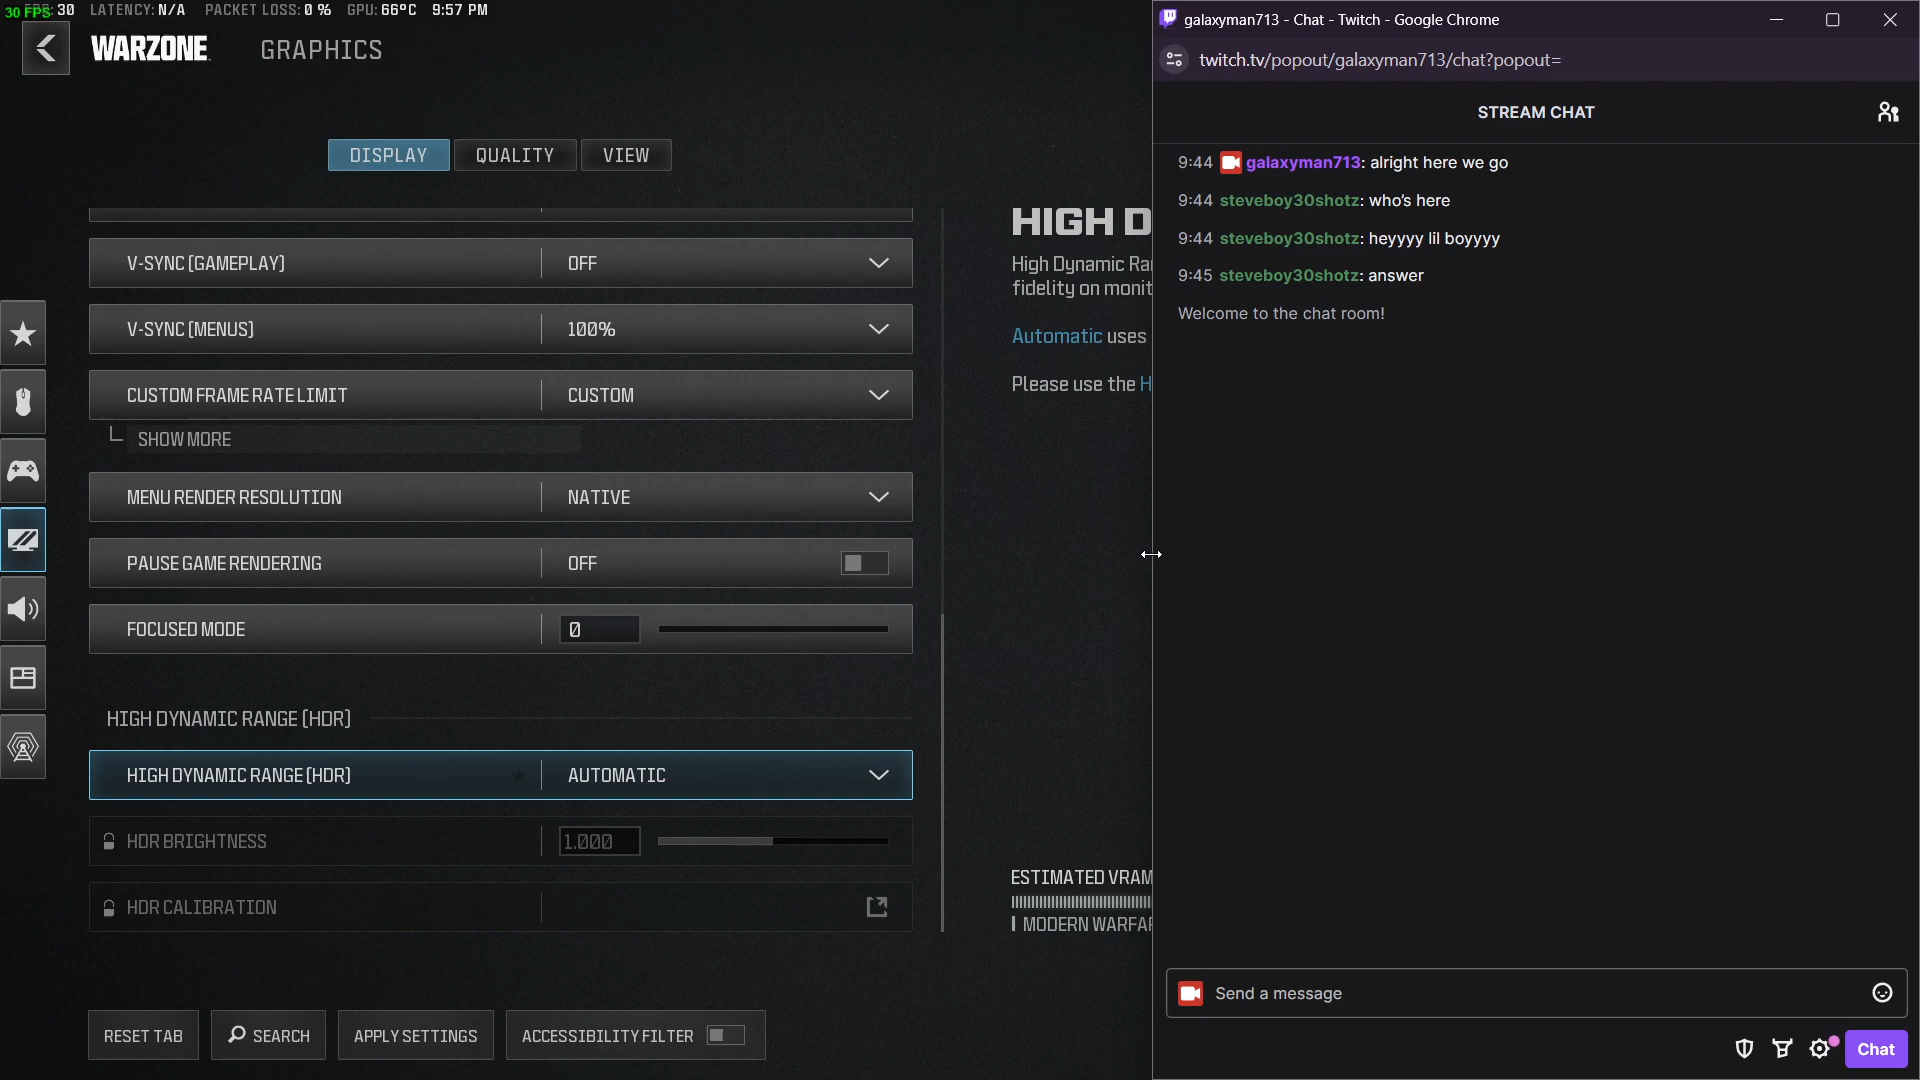 30 FPS: 30 LATENCY: N/A PACKET LOSS: 0 % GPU: 66°C 9:57 PM
WARZONE
GRAPHICS
DISPLAY
QUALITY
VIEW
V-SYNC (GAMEPLAY)
OFF
V-SYNC (MENUS)
100%
CUSTOM FRAME RATE LIMIT
CUSTOM
SHOW MORE
MENU RENDER RESOLUTION
NATIVE
PAUSE GAME RENDERING
OFF
FOCUSED MODE
0
HIGH DYNAMIC RANGE (HDR)
HIGH DYNAMIC RANGE (HDR)
AUTOMATIC
HDR BRIGHTNESS
1.000
HDR CALIBRATION
RESET TAB
SEARCH
APPLY SETTINGS
ACCESSIBILITY FILTER
HIGH D
High Dynamic Ra
fidelity on monit
Automatic uses
Please use the H
ESTIMATED VRAM
MODERN WARFAR
galaxyman713 - Chat - Twitch - Google Chrome
twitch.tv/popout/galaxyman713/chat?popout=
STREAM CHAT
9:44 galaxyman713: alright here we go
9:44 steveboy30shotz: who's here
9:44 steveboy30shotz: heyyyy lil boyyyy
9:45 steveboy30shotz: answer
Welcome to the chat room!
Send a message
Chat